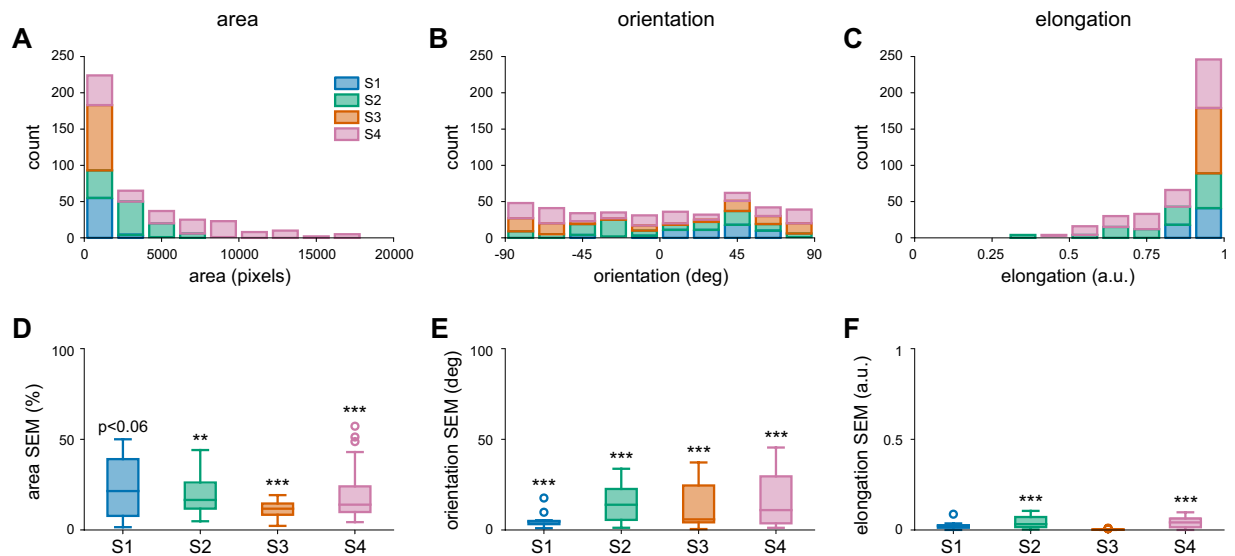 area
orientation
elongation
A
B
C
250
200
150
100
50
0
count
0
5000
10000
15000
20000
area (pixels)
S1
S2
S3
S4
250
200
150
100
50
0
count
-90
-45
0
45
90
orientation (deg)
250
200
150
100
50
0
count
0
0.25
0.5
0.75
1
elongation (a.u.)
D
E
F
100
50
0
area SEM (%)
p<0.06
**
***
***
S1
S2
S3
S4
100
50
0
orientation SEM (deg)
***
***
***
***
S1
S2
S3
S4
1
0.5
0
elongation SEM (a.u.)
***
***
S1
S2
S3
S4